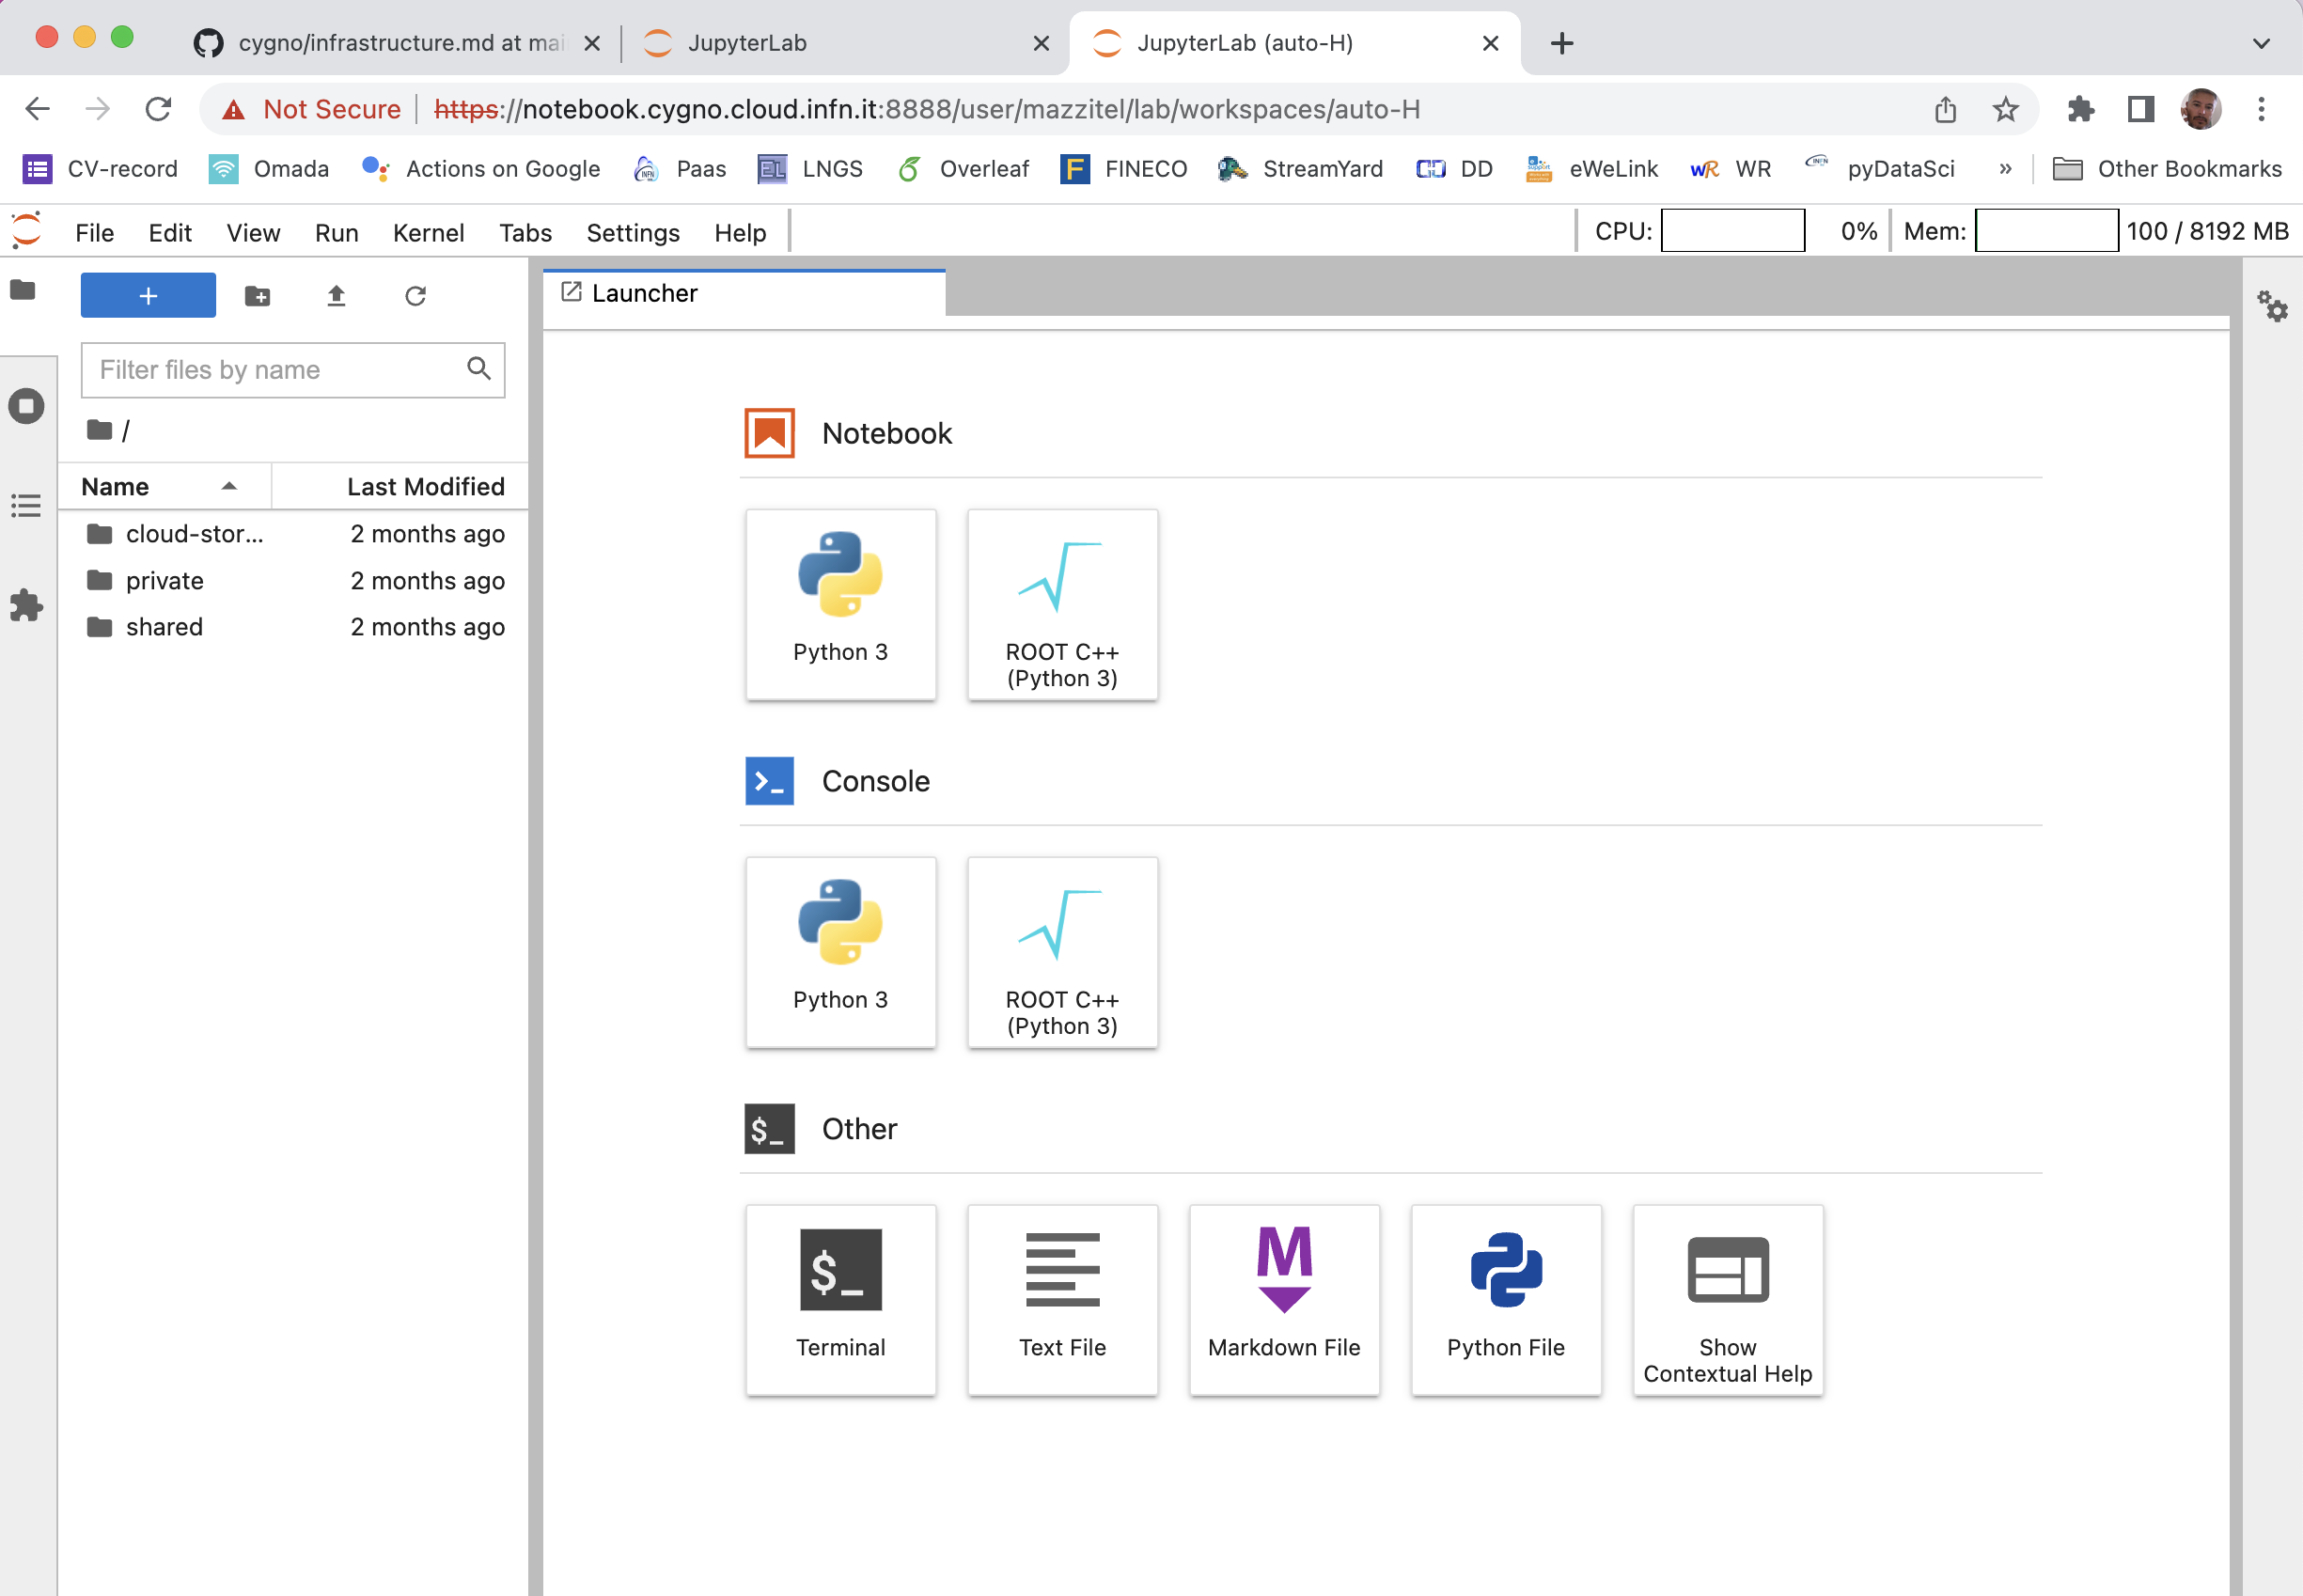 cygno/infrastructure.md at mai
JupyterLab
JupyterLab (auto-H)
Not Secure https://notebook.cygno.cloud.infn.it:8888/user/mazzitel/lab/workspaces/auto-H
CV-record Omada Actions on Google Paas LNGS Overleaf FINECO StreamYard DD eWeLink WR pyDataSci » Other Bookmarks
File Edit View Run Kernel Tabs Settings Help CPU: 0% Mem: 100 / 8192 MB
+
Launcher
Filter files by name
/
Name Last Modified
cloud-stor... 2 months ago
private 2 months ago
shared 2 months ago
Notebook
Python 3
ROOT C++
(Python 3)
Console
Python 3
ROOT C++
(Python 3)
$_ Other
$_
Terminal
Text File
M
Markdown File
Python File
Show
Contextual Help